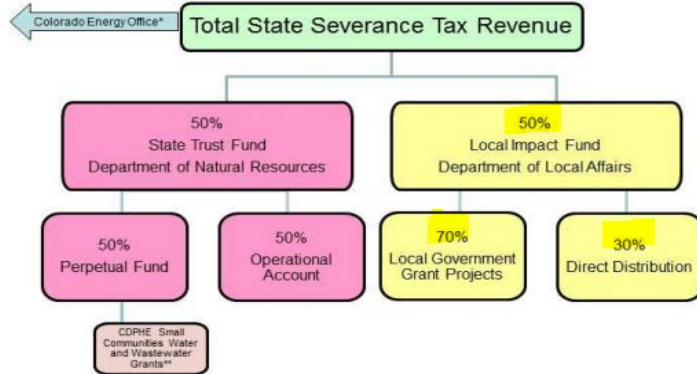 Colorado Energy Office*
Total State Severance Tax Revenue
50%
State Trust Fund
Department of Natural Resources
50%
Local Impact Fund
Department of Local Affairs
50%
Perpetual Fund
50%
Operational
Account
70%
Local Government
Grant Projects
30%
Direct Distribution
CDPHE Small
Communities Water
and Wastewater
Grants**